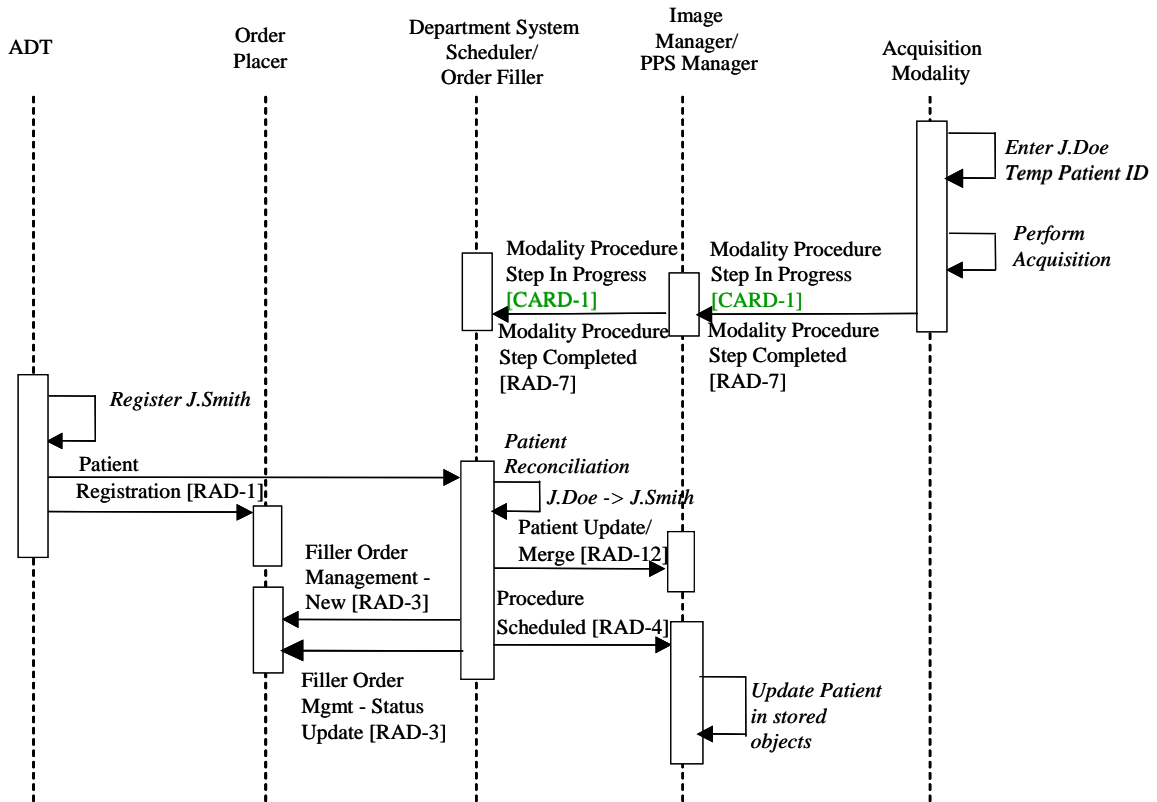 ADT
Order
Placer
Department System
Scheduler/
Order Filler
Image
Manager/
PPS Manager
Acquisition
Modality
Enter J.Doe
Temp Patient ID
Perform
Acquisition
Modality Procedure
Step In Progress
[CARD-1]
Modality Procedure
Step Completed
[RAD-7]
Modality Procedure
Step In Progress
[CARD-1]
Modality Procedure
Step Completed
[RAD-7]
Register J.Smith
Patient
Registration [RAD-1]
Patient
Reconciliation
J.Doe -> J.Smith
Patient Update/
Merge [RAD-12]
Filler Order
Management -
New [RAD-3]
Procedure
Scheduled [RAD-4]
Filler Order
Mgmt - Status
Update [RAD-3]
Update Patient
in stored
objects